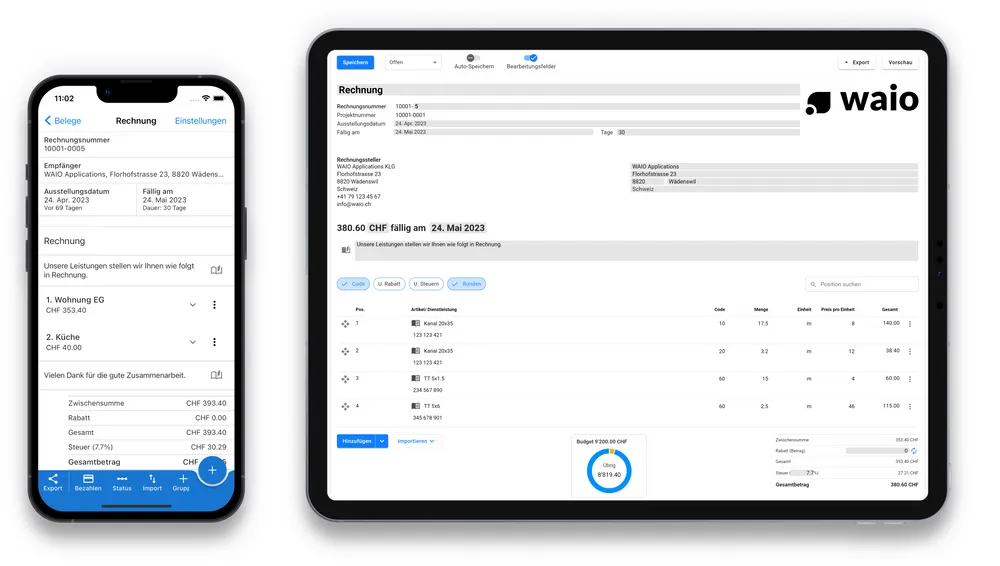 11:02
Belege
Rechnung
Einstellungen
Rechnungsnummer
10001-0005
Empfänger
WAIO Applications, Florhofstrasse 23, 8820 Wädens...
Ausstellungsdatum
24. Apr. 2023
Vor 69 Tagen
Fällig am
24. Mai 2023
Dauer: 30 Tage
Rechnung
Unsere Leistungen stellen wir Ihnen wie folgt
in Rechnung.
1. Wohnung EG
CHF 353.40
2. Küche
CHF 40.00
Vielen Dank für die gute Zusammenarbeit.
Zwischensumme CHF 393.40
Rabatt CHF 0.00
Gesamt CHF 393.40
Steuer (7.7%) CHF 30.29
Gesamtbetrag
Export
Bezahlen
Status
Import
Grupp
Speichern
Offen
Auto-Speichern
Bearbeitungsfelder
Export
Vorschau
Rechnung
waio
Rechnungsnummer 10001- 5
Projektnummer 10001-0001
Ausstellungsdatum 24. Apr. 2023
Fällig am 24. Mai 2023 Tage 30
Rechnungssteller
WAIO Applications KLG
Florhofstrasse 23
8820 Wädenswil
Schweiz
+41 79 123 45 67
info@waio.ch
WAIO Applications
Florhofstrasse 23
8820 Wädenswil
Schweiz
380.60 CHF fällig am 24. Mai 2023
Unsere Leistungen stellen wir Ihnen wie folgt in Rechnung.
Code
U. Rabatt
U. Steuern
Runden
Position suchen
Pos. Artikel/ Dienstleistung Code Menge Einheit Preis pro Einheit Gesamt
1 Kanal 20x35 10 17.5 m 8 140.00
123 123 421
2 Kanal 20x35 20 3.2 m 12 38.40
123 123 421
3 TT 5x1.5 60 15 m 4 60.00
234 567 890
4 TT 5x6 60 2.5 m 46 115.00
345 678 901
Hinzufügen
Importieren
Budget 9'200.00 CHF
Übrig
8'819.40
Zwischensumme 353.40 CHF
Rabatt (Betrag) 0
Gesamt 353.40 CHF
Steuer ( 7.7%) 27.21 CHF
Gesamtbetrag 380.60 CHF